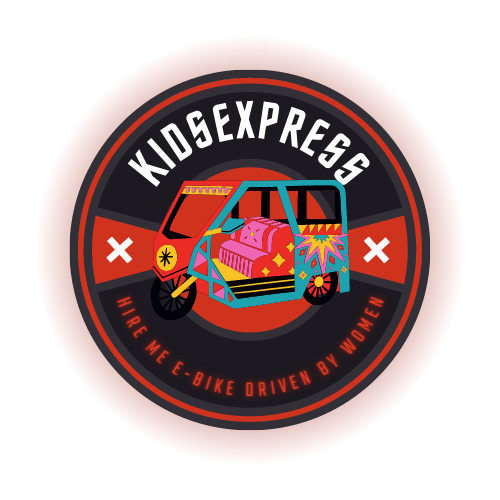 KIDSEXPRESS
HIRE ME E-BIKE DRIVEN BY WOMEN